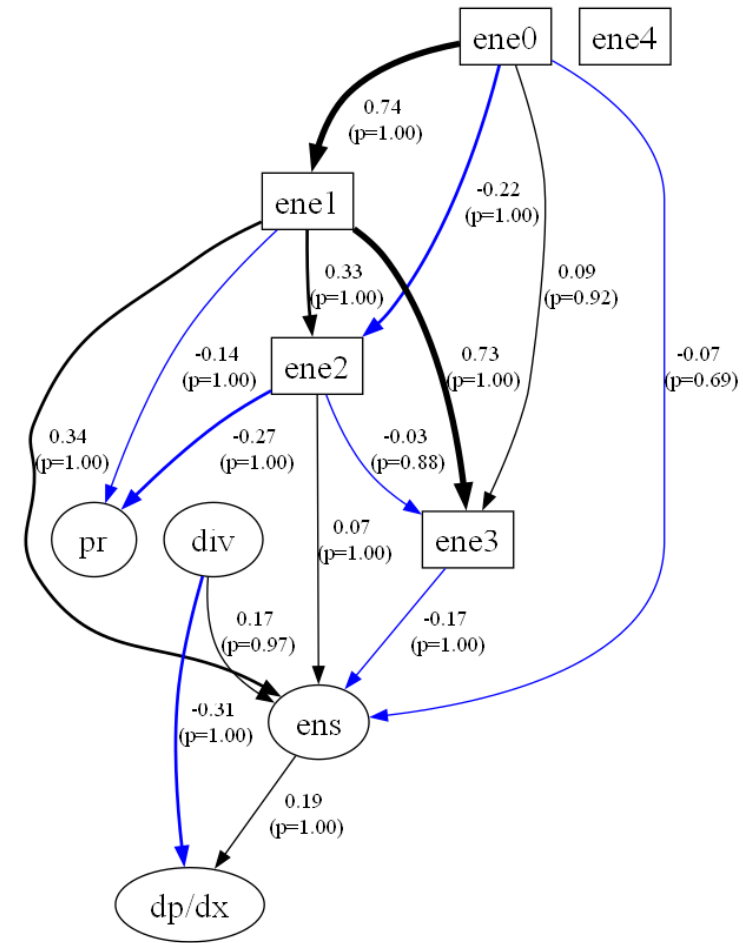 ene0
ene4
0.74
(p=1.00)
ene1
-0.22
(p=1.00)
0.33
(p=1.00)
0.09
(p=0.92)
ene2
-0.14
(p=1.00)
0.73
(p=1.00)
-0.07
(p=0.69)
0.34
(p=1.00)
-0.27
(p=1.00)
-0.03
(p=0.88)
pr
div
0.07
(p=1.00)
ene3
0.17
(p=0.97)
-0.17
(p=1.00)
-0.31
(p=1.00)
ens
0.19
(p=1.00)
dp/dx